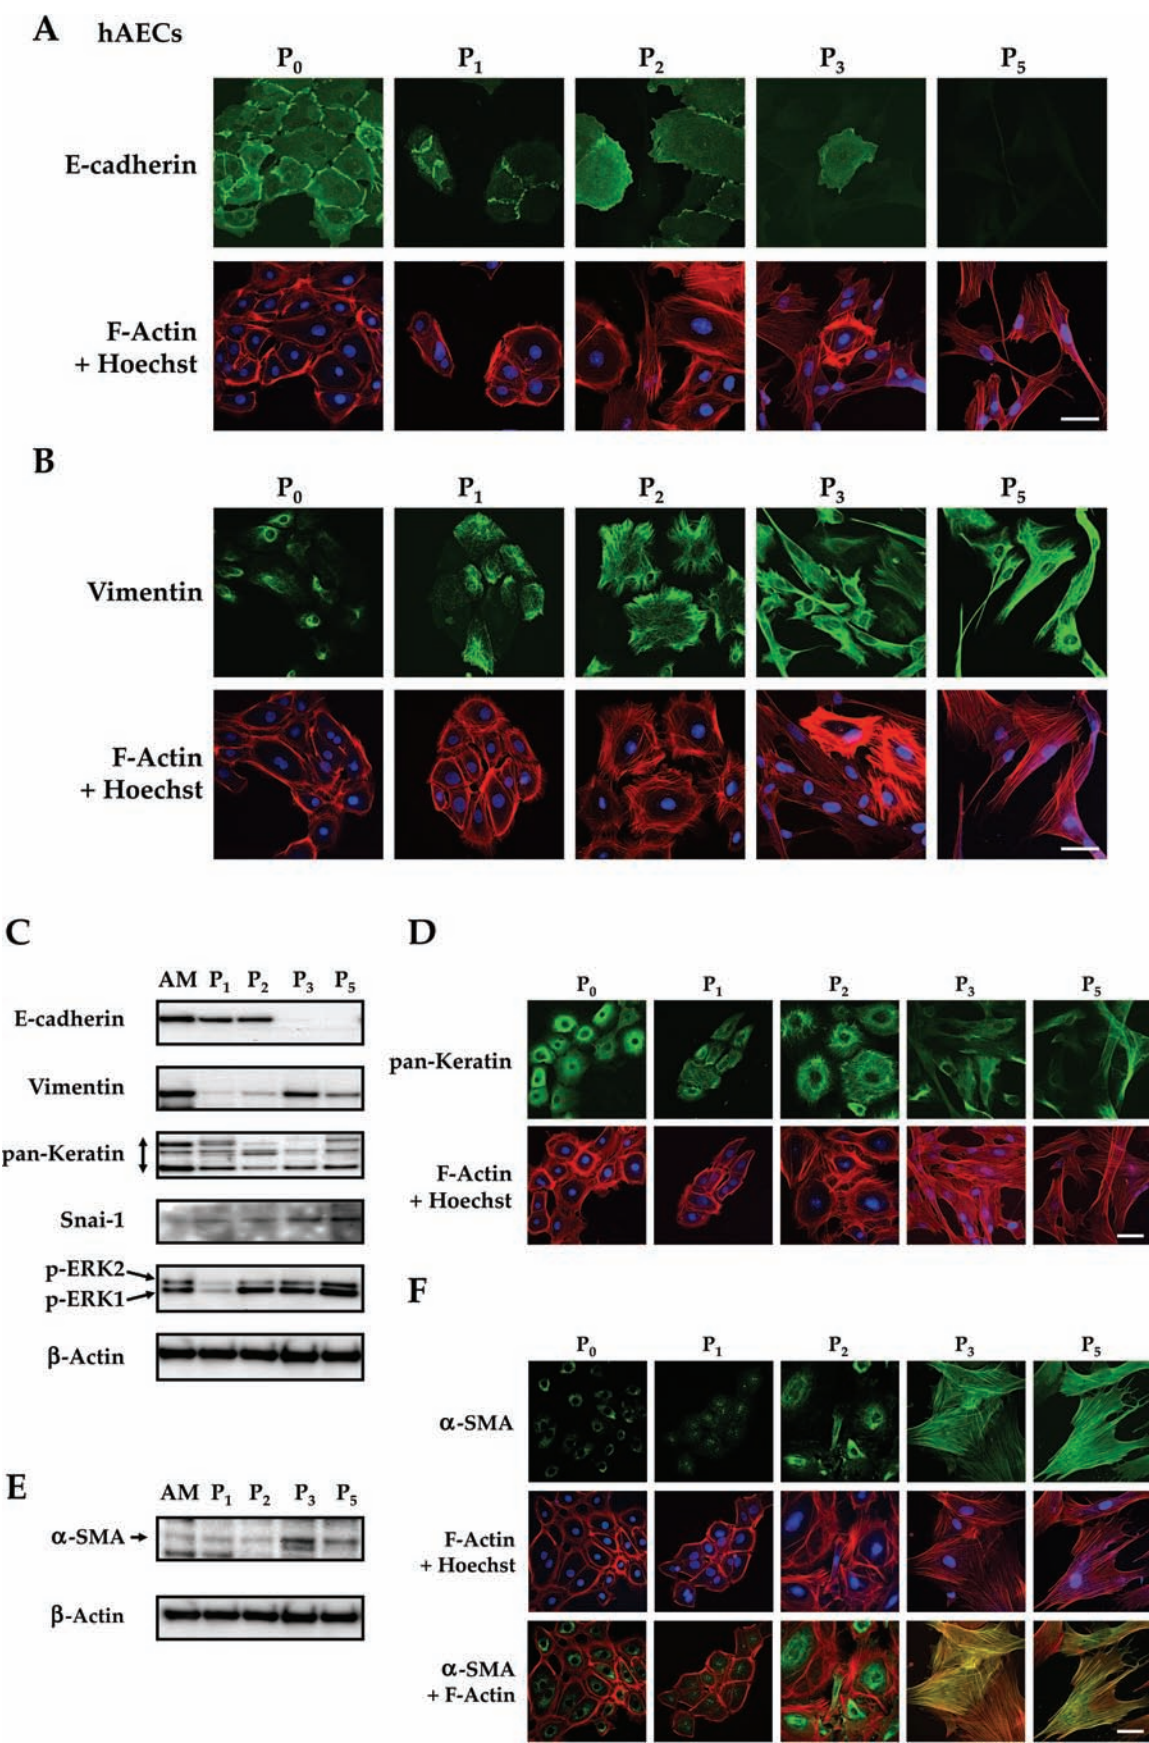 A hAECs
P0 P1 P2 P3 P5
E-cadherin
F-Actin
+ Hoechst
B
P0 P1 P2 P3 P5
Vimentin
F-Actin
+ Hoechst
C
AM P1 P2 P3 P5
E-cadherin
Vimentin
pan-Keratin
Snai-1
p-ERK2
p-ERK1
β-Actin
D
P0 P1 P2 P3 P5
pan-Keratin
F-Actin
+ Hoechst
E
AM P1 P2 P3 P5
α-SMA
β-Actin
F
P0 P1 P2 P3 P5
α-SMA
F-Actin
+ Hoechst
α-SMA
+ F-Actin